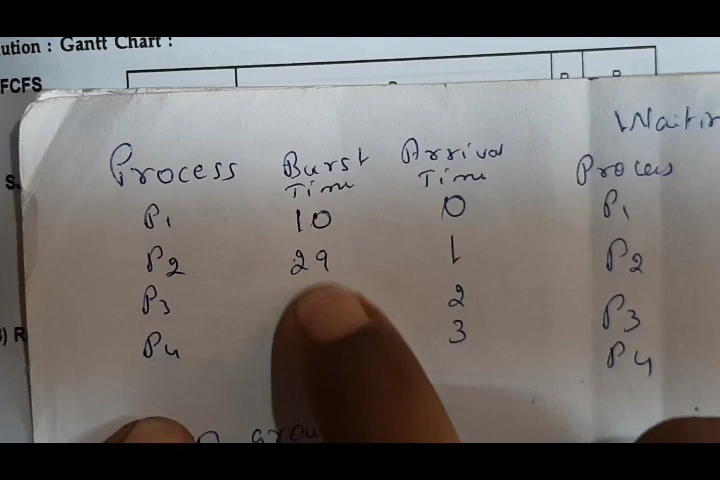 ution : Gantt Chart :
FCFS
P P
Waitin
Process Burst Time Arrival Time Process
P1 10 0 P1
P2 29 1 P2
P3 2 P3
P4 3 P4
R